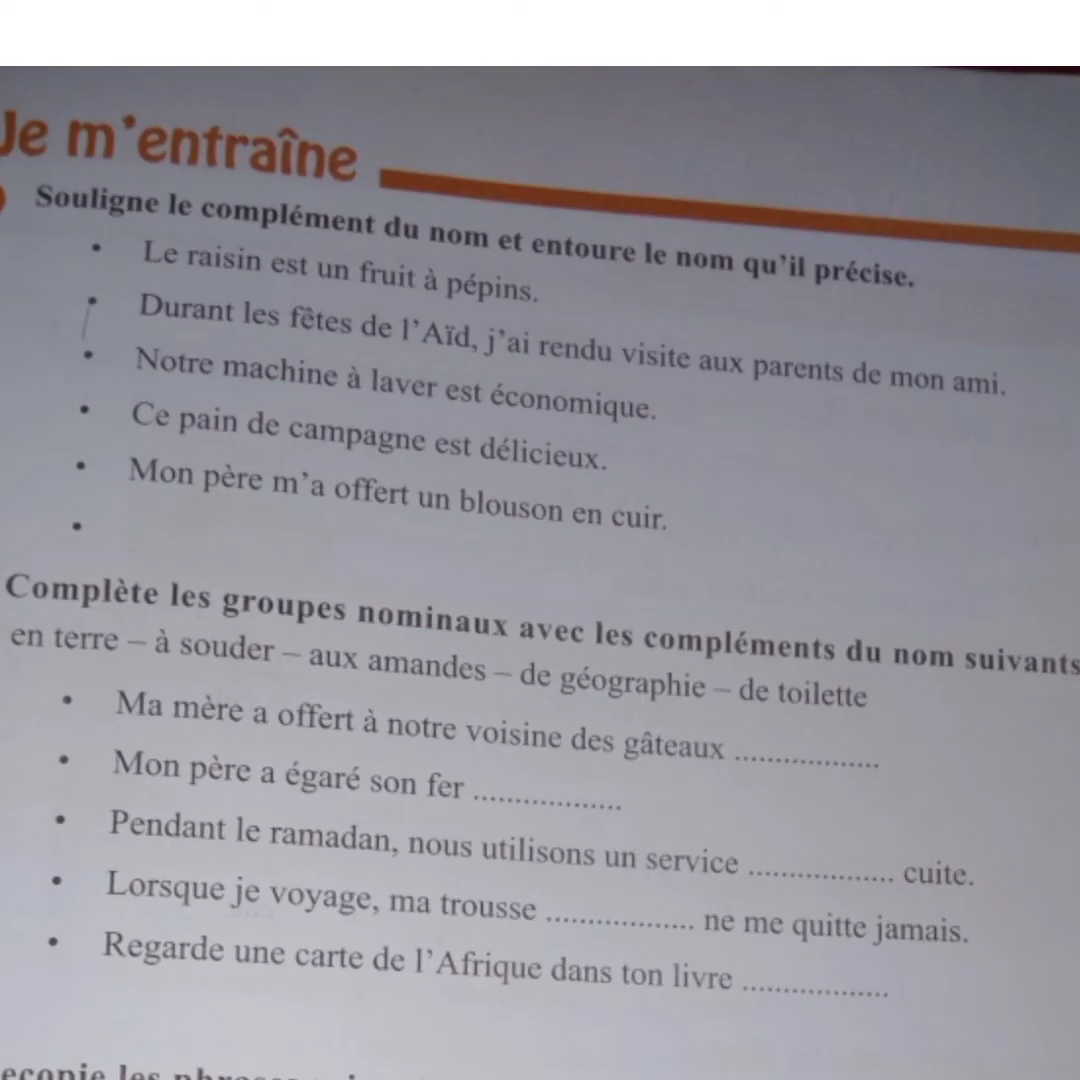 Je m'entraîne
Souligne le complément du nom et entoure le nom qu'il précise.
• Le raisin est un fruit à pépins.
• Durant les fêtes de l'Aïd, j'ai rendu visite aux parents de mon ami.
• Notre machine à laver est économique.
• Ce pain de campagne est délicieux.
• Mon père m'a offert un blouson en cuir.
•
Complète les groupes nominaux avec les compléments du nom suivants
en terre – à souder – aux amandes – de géographie – de toilette
• Ma mère a offert à notre voisine des gâteaux ..................
• Mon père a égaré son fer ..................
• Pendant le ramadan, nous utilisons un service .................. cuite.
• Lorsque je voyage, ma trousse .................. ne me quitte jamais.
• Regarde une carte de l'Afrique dans ton livre ..................
ecopie les